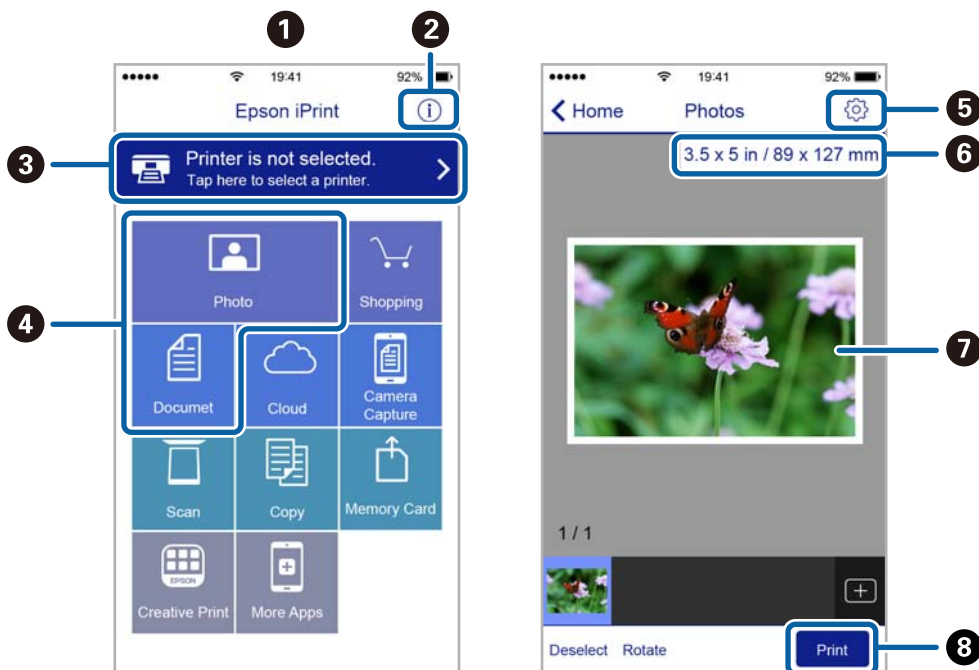 1
2
19:41
92%
Epson iPrint
3
Printer is not selected.
Tap here to select a printer.
4
Photo
Shopping
Documet
Cloud
Camera
Capture
Scan
Copy
Memory Card
EPSON
Creative Print
More Apps
19:41
92%
Home
Photos
5
3.5 x 5 in / 89 x 127 mm
6
7
1 / 1
Deselect
Rotate
Print
8